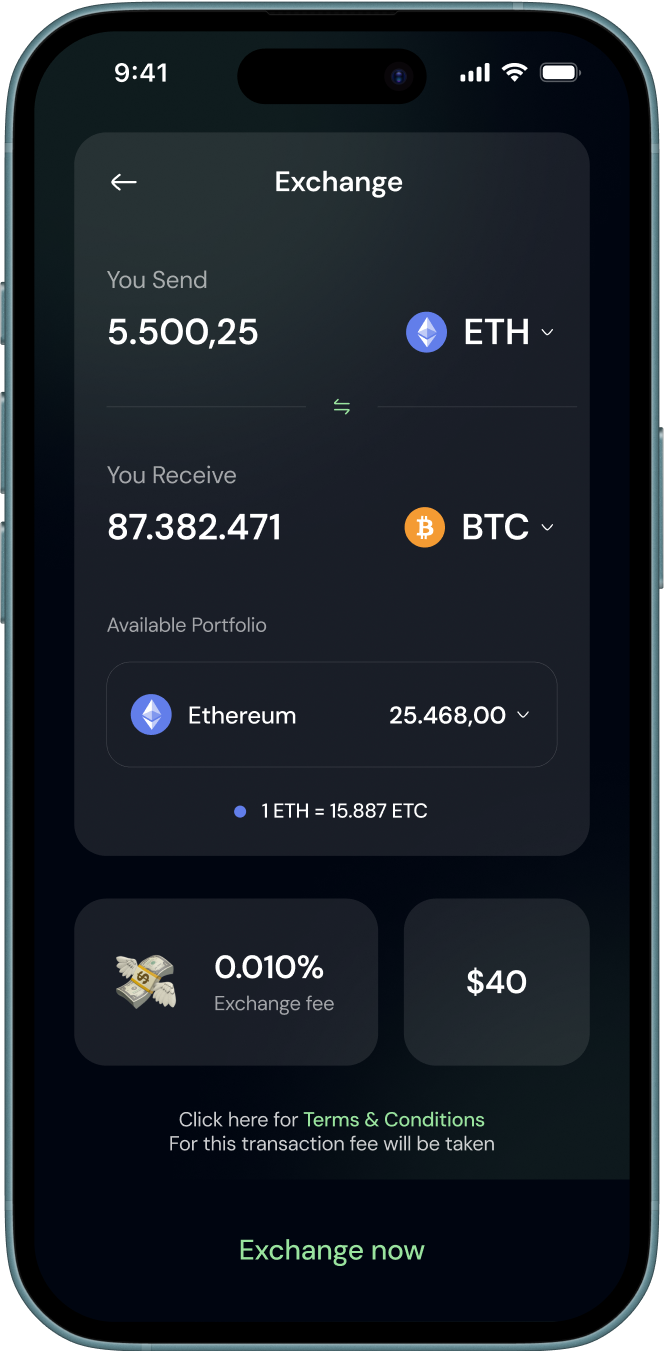 9:41
Exchange
You Send
5.500,25 ETH
You Receive
87.382.471 BTC
Available Portfolio
Ethereum 25.468,00
1 ETH = 15.887 ETC
0.010%
Exchange fee
$40
Click here for Terms & Conditions
For this transaction fee will be taken
Exchange now